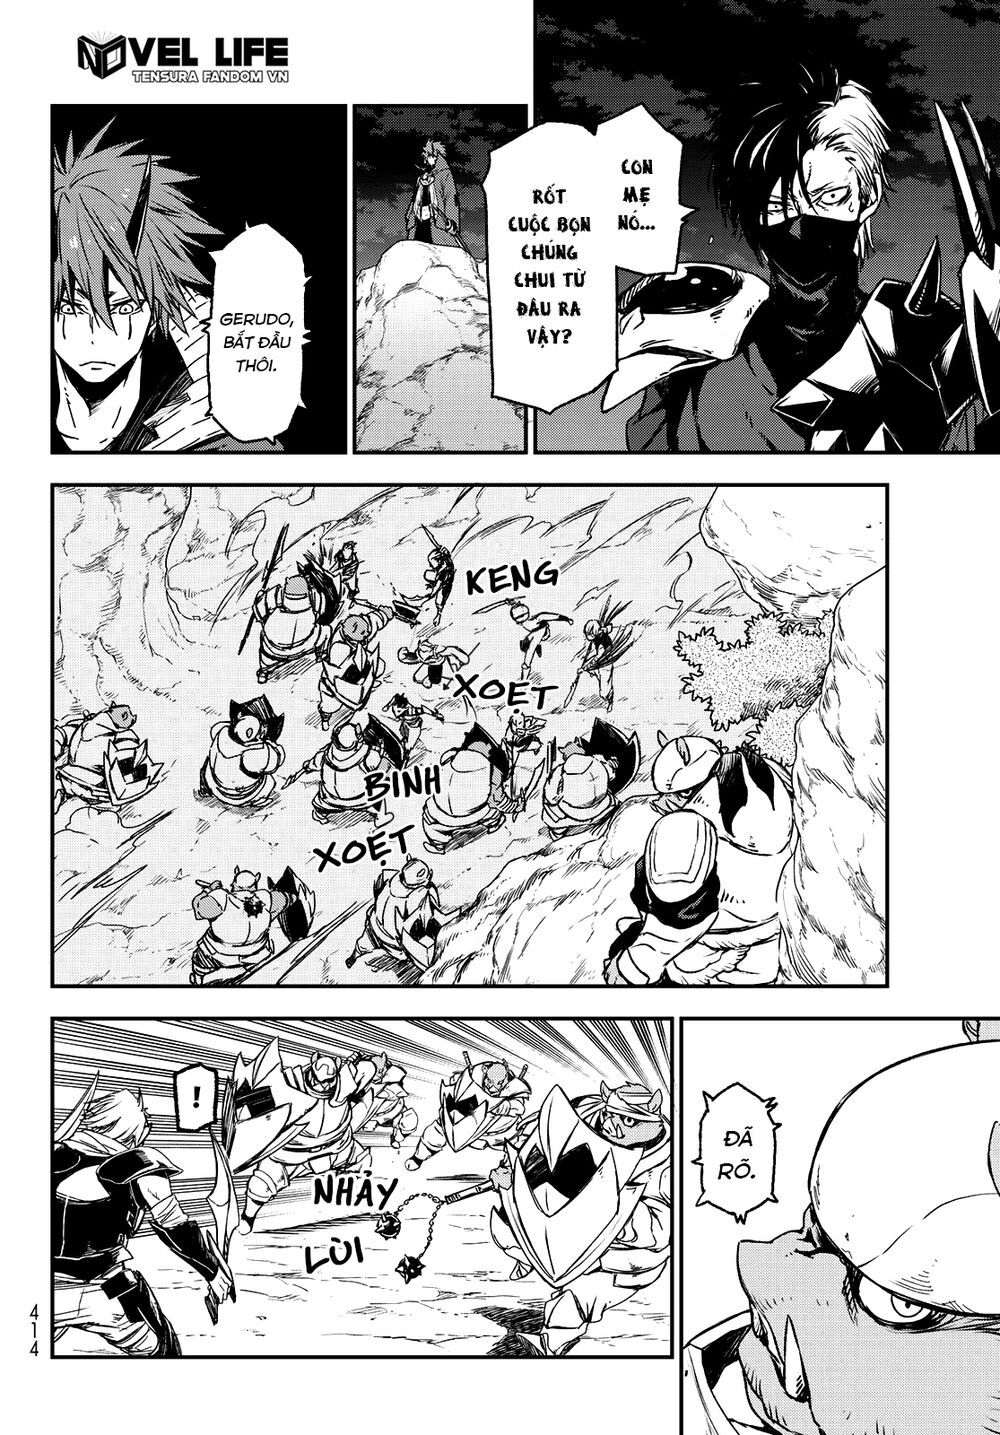 NOVEL LIFE
TENSURA FANDOM VN
CON
MẸ
NÓ...
RỐT
CUỘC BỌN
CHÚNG
CHUI TỪ
ĐÂU RA
VẬY?
GERUDO,
BẮT ĐẦU
THÔI.
KENG
XOẸT
BINH
XOẸT
ĐÃ
RÕ.
!
NHẢY
LÙI
414